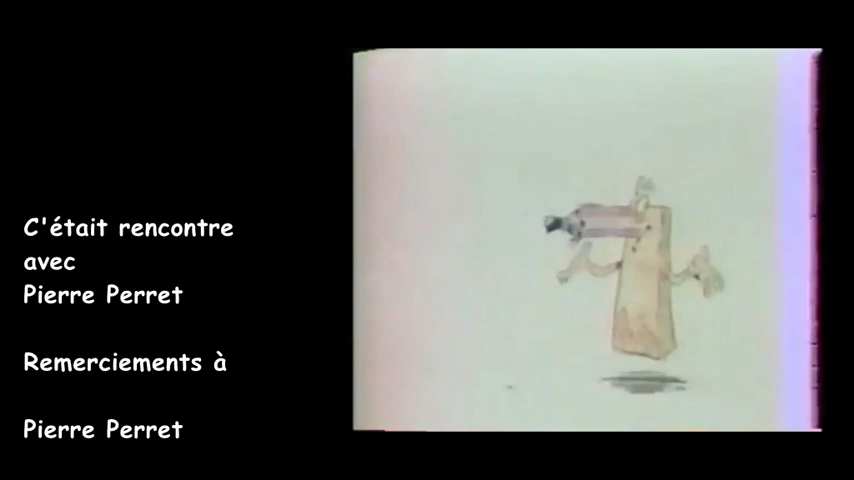 C'était rencontre
avec
Pierre Perret
Remerciements à
Pierre Perret